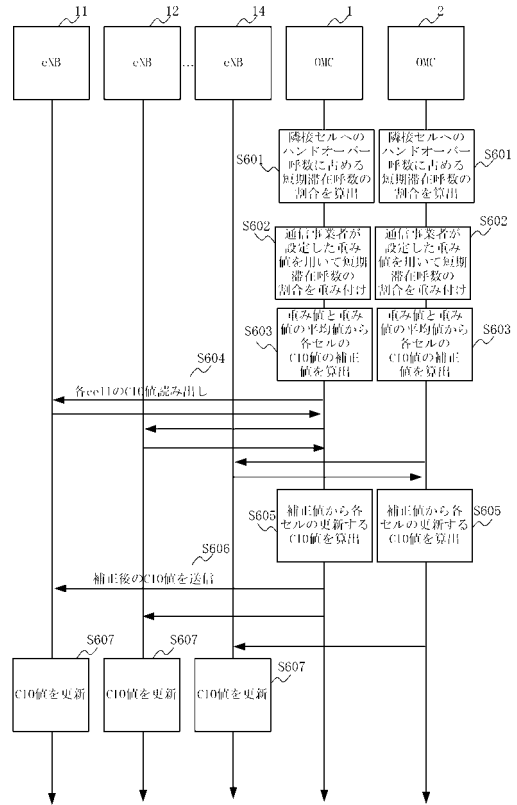 11
12
14
1
2
eNB
eNB
...
eNB
OMC
OMC
S601
隣接セルへの
ハンドオーバー
呼数に占める
短期滞在呼数の
割合を算出
隣接セルへの
ハンドオーバー
呼数に占める
短期滞在呼数の
割合を算出
S601
S602
通信事業者が
設定した重み
値を用いて短期
滞在呼数の
割合を重み付け
通信事業者が
設定した重み
値を用いて短期
滞在呼数の
割合を重み付け
S602
S603
重み値と重み
値の平均値から
各セルの
CIO値の補正
値を算出
重み値と重み
値の平均値から
各セルの
CIO値の補正
値を算出
S603
S604
各cellのCIO値読み出し
S605
補正値から各
セルの更新する
CIO値を算出
補正値から各
セルの更新する
CIO値を算出
S605
S606
補正後のCIO値を送信
S607
S607
S607
CIO値を更新
CIO値を更新
CIO値を更新